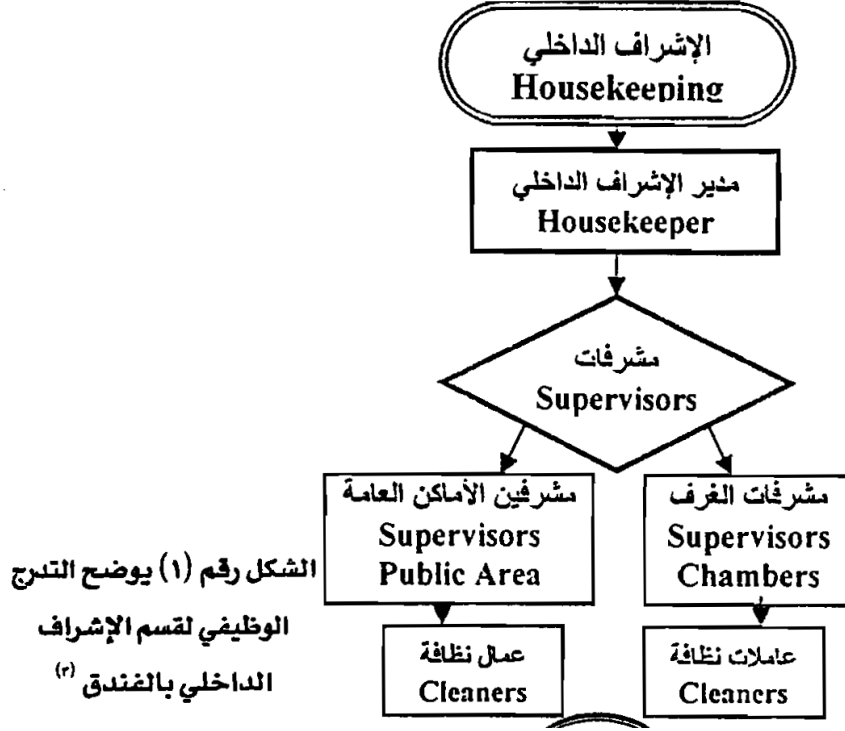 الإشراف الداخلي
Housekeeping
مدير الإشراف الداخلي
Housekeeper
مشرفات
Supervisors
مشرفات الغرف
Supervisors
Chambers
مشرفين الأماكن العامة
Supervisors
Public Area
عاملات نظافة
Cleaners
عمال نظافة
Cleaners
الشكل رقم (١) يوضح التدرج
الوظيفي لقسم الإشراف
الداخلي بالفندق (٣)